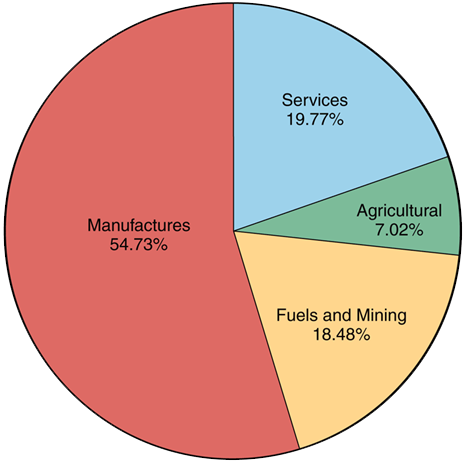 Services
19.77%
Agricultural
7.02%
Manufactures
54.73%
Fuels and Mining
18.48%